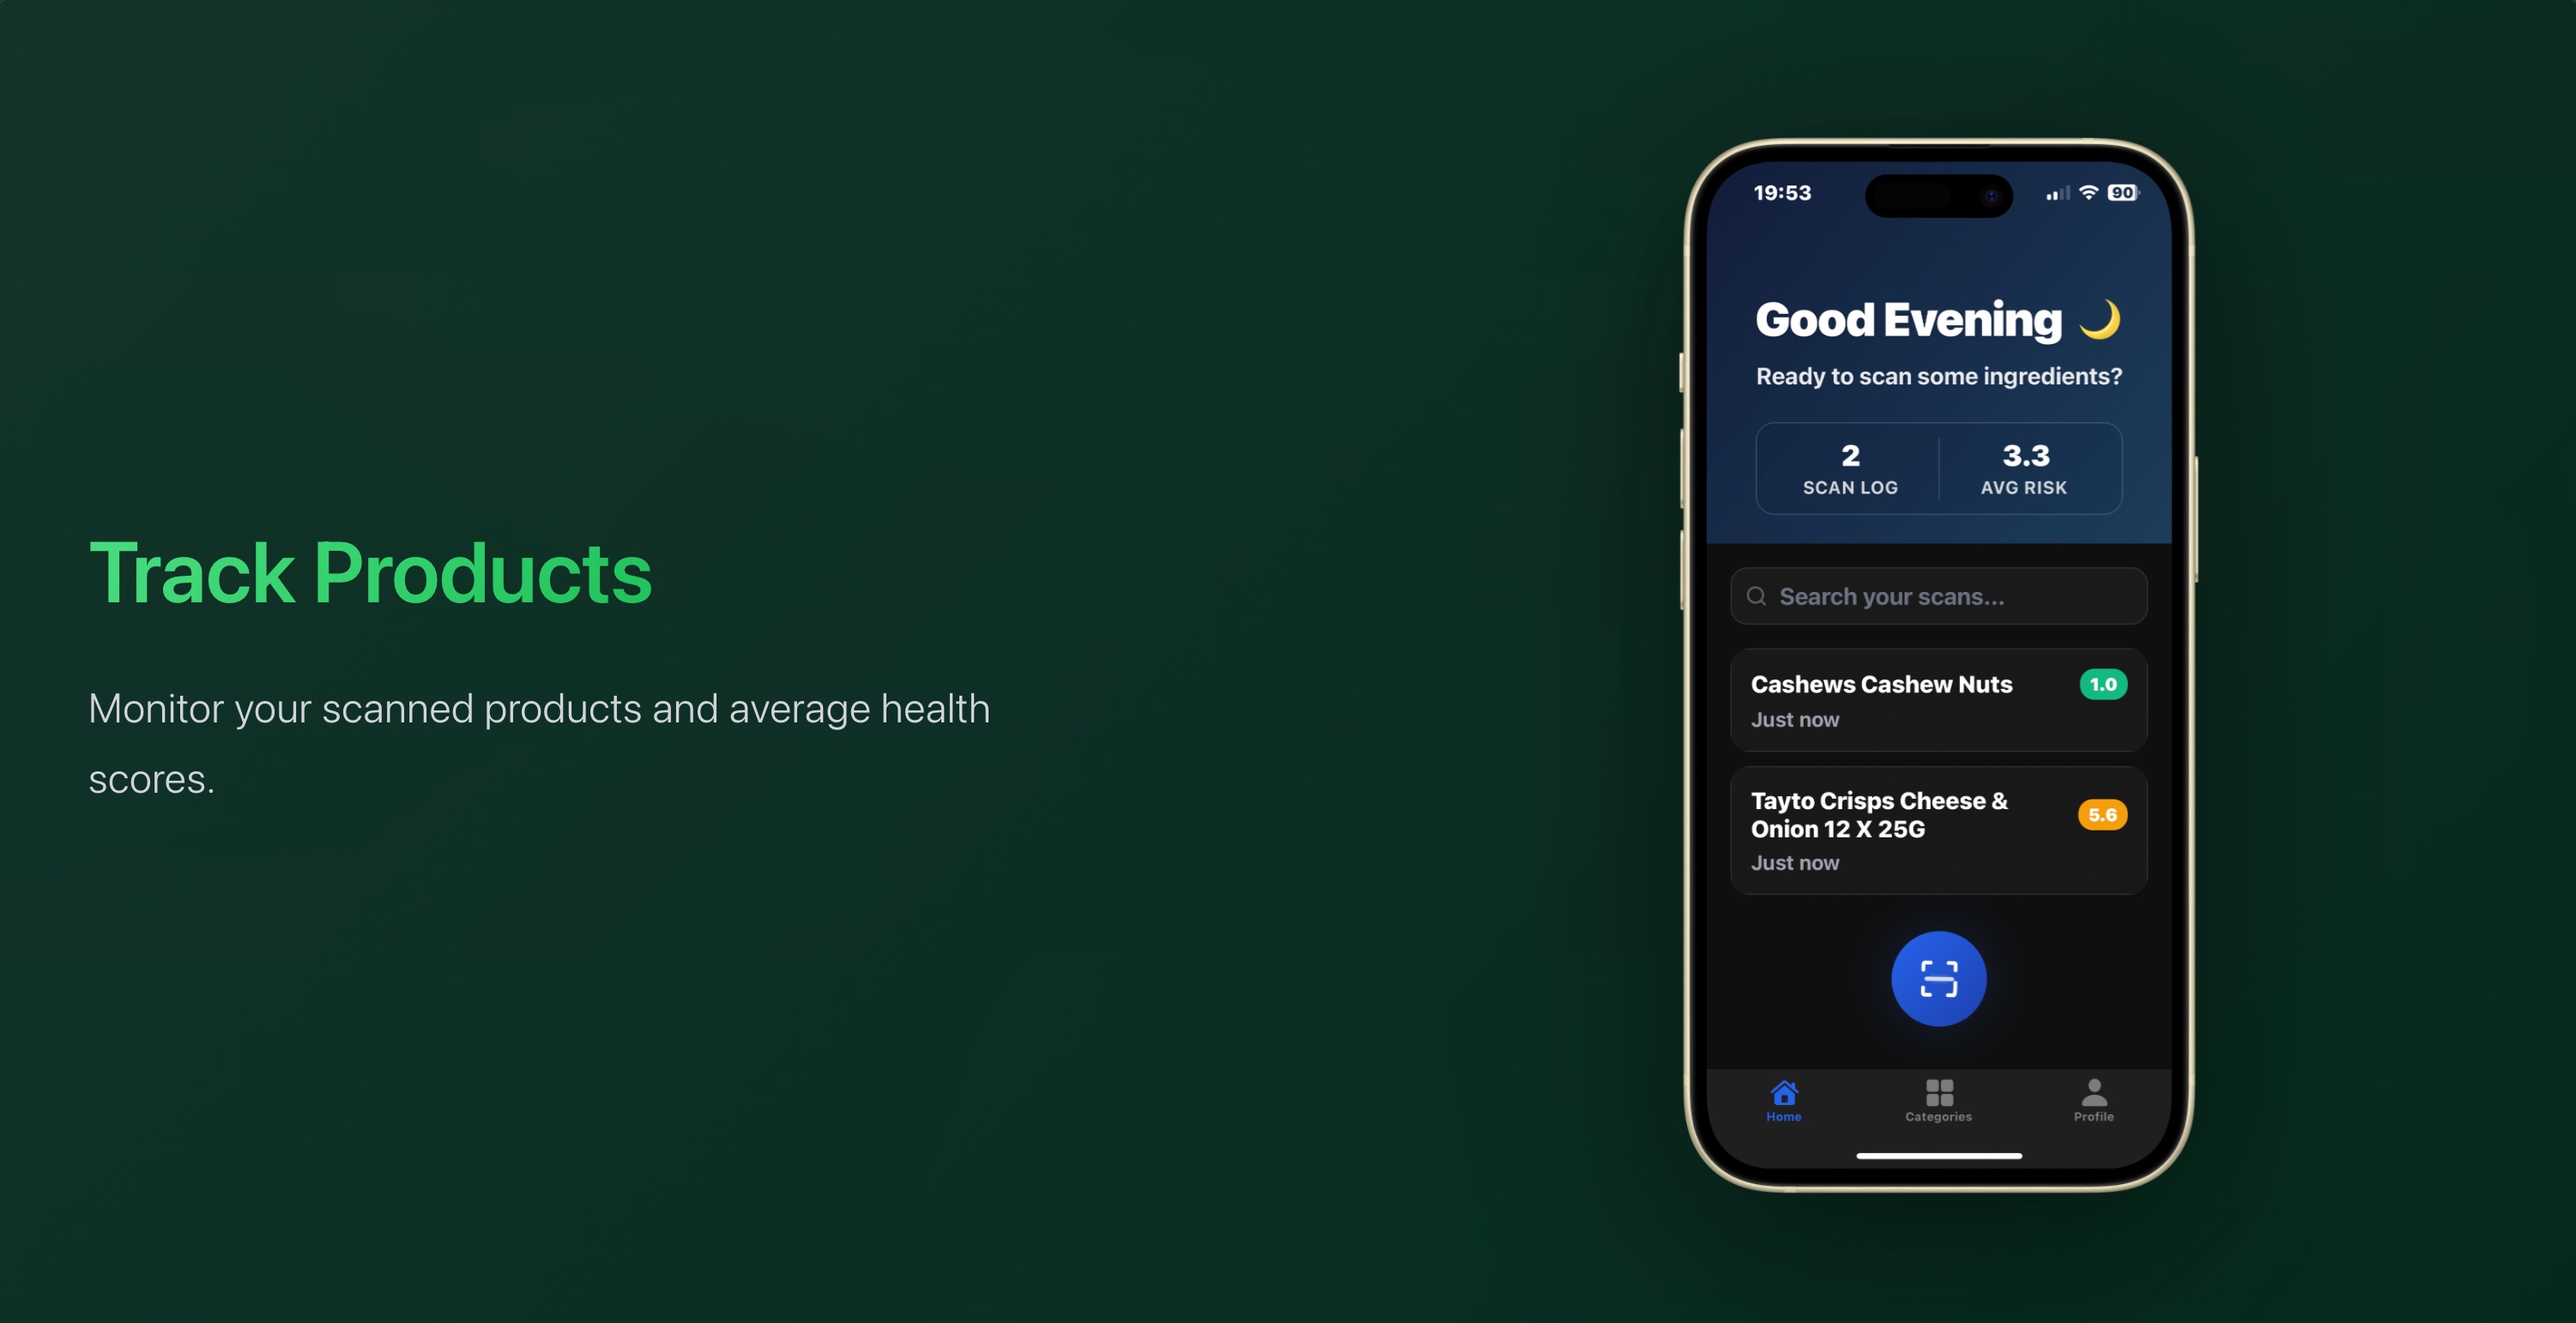 Track Products
Monitor your scanned products and average health
scores.
19:53
90
Good Evening
Ready to scan some ingredients?
2
SCAN LOG
3.3
AVG RISK
Search your scans...
Cashews Cashew Nuts
1.0
Just now
Tayto Crisps Cheese &
Onion 12 X 25G
5.6
Just now
Home
Categories
Profile